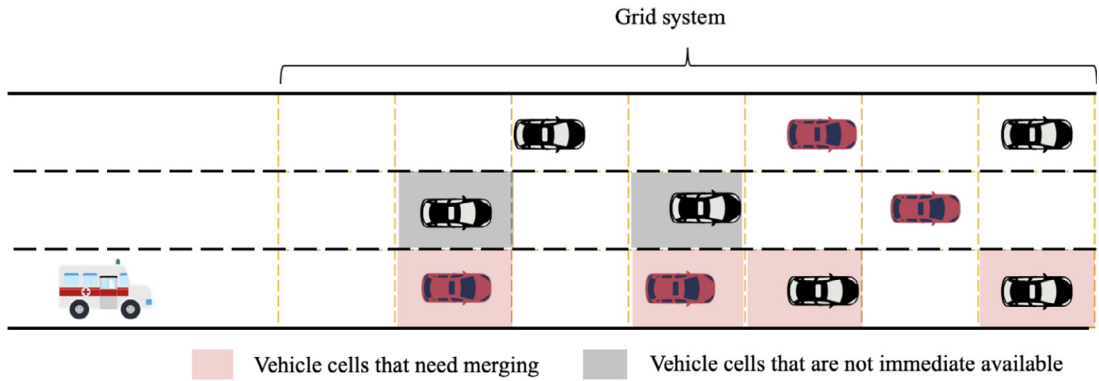 Grid system
Vehicle cells that need merging
Vehicle cells that are not immediate available